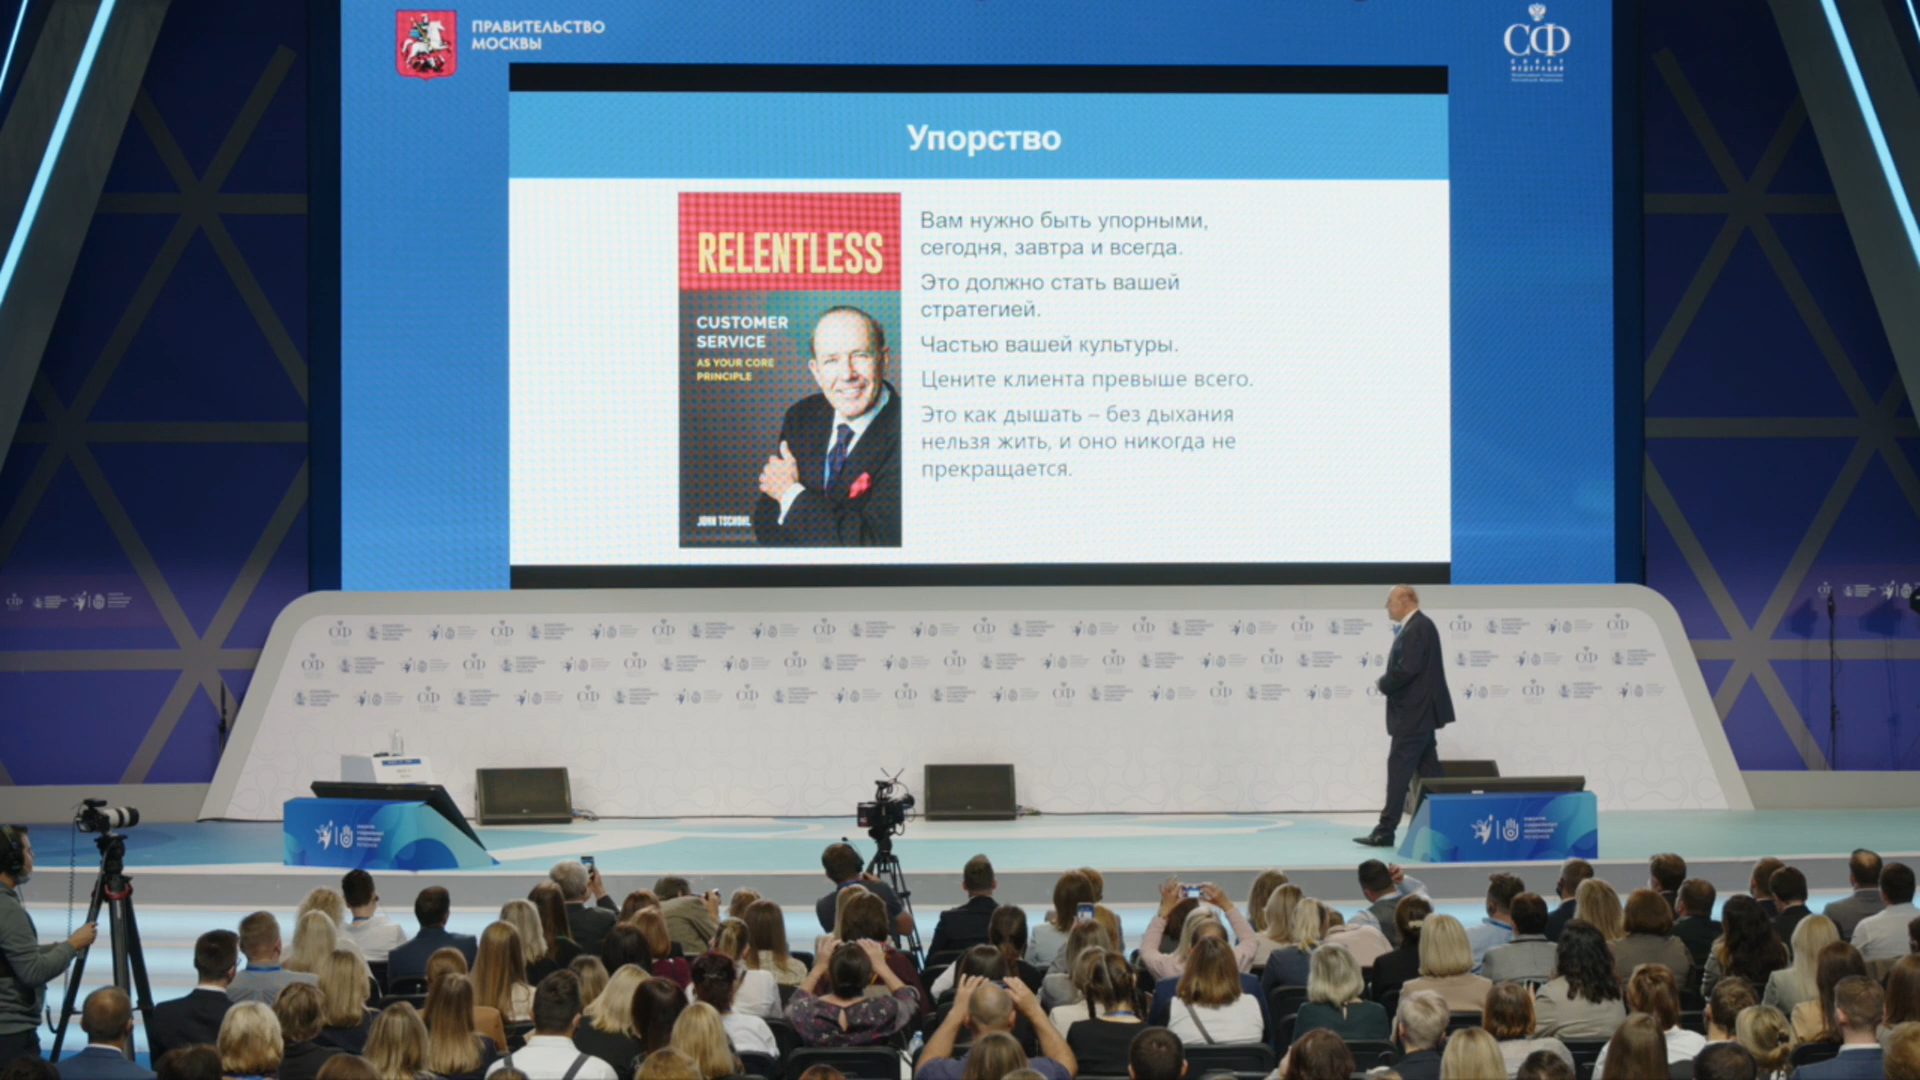 ПРАВИТЕЛЬСТВО
МОСКВЫ
СФ
СОВЕТ
ФЕДЕРАЦИИ
Упорство
RELENTLESS
CUSTOMER
SERVICE
AS YOUR CORE
PRINCIPLE
JOHN TSCHOHL
Вам нужно быть упорными,
сегодня, завтра и всегда.
Это должно стать вашей
стратегией.
Частью вашей культуры.
Цените клиента превыше всего.
Это как дышать – без дыхания
нельзя жить, и оно никогда не
прекращается.